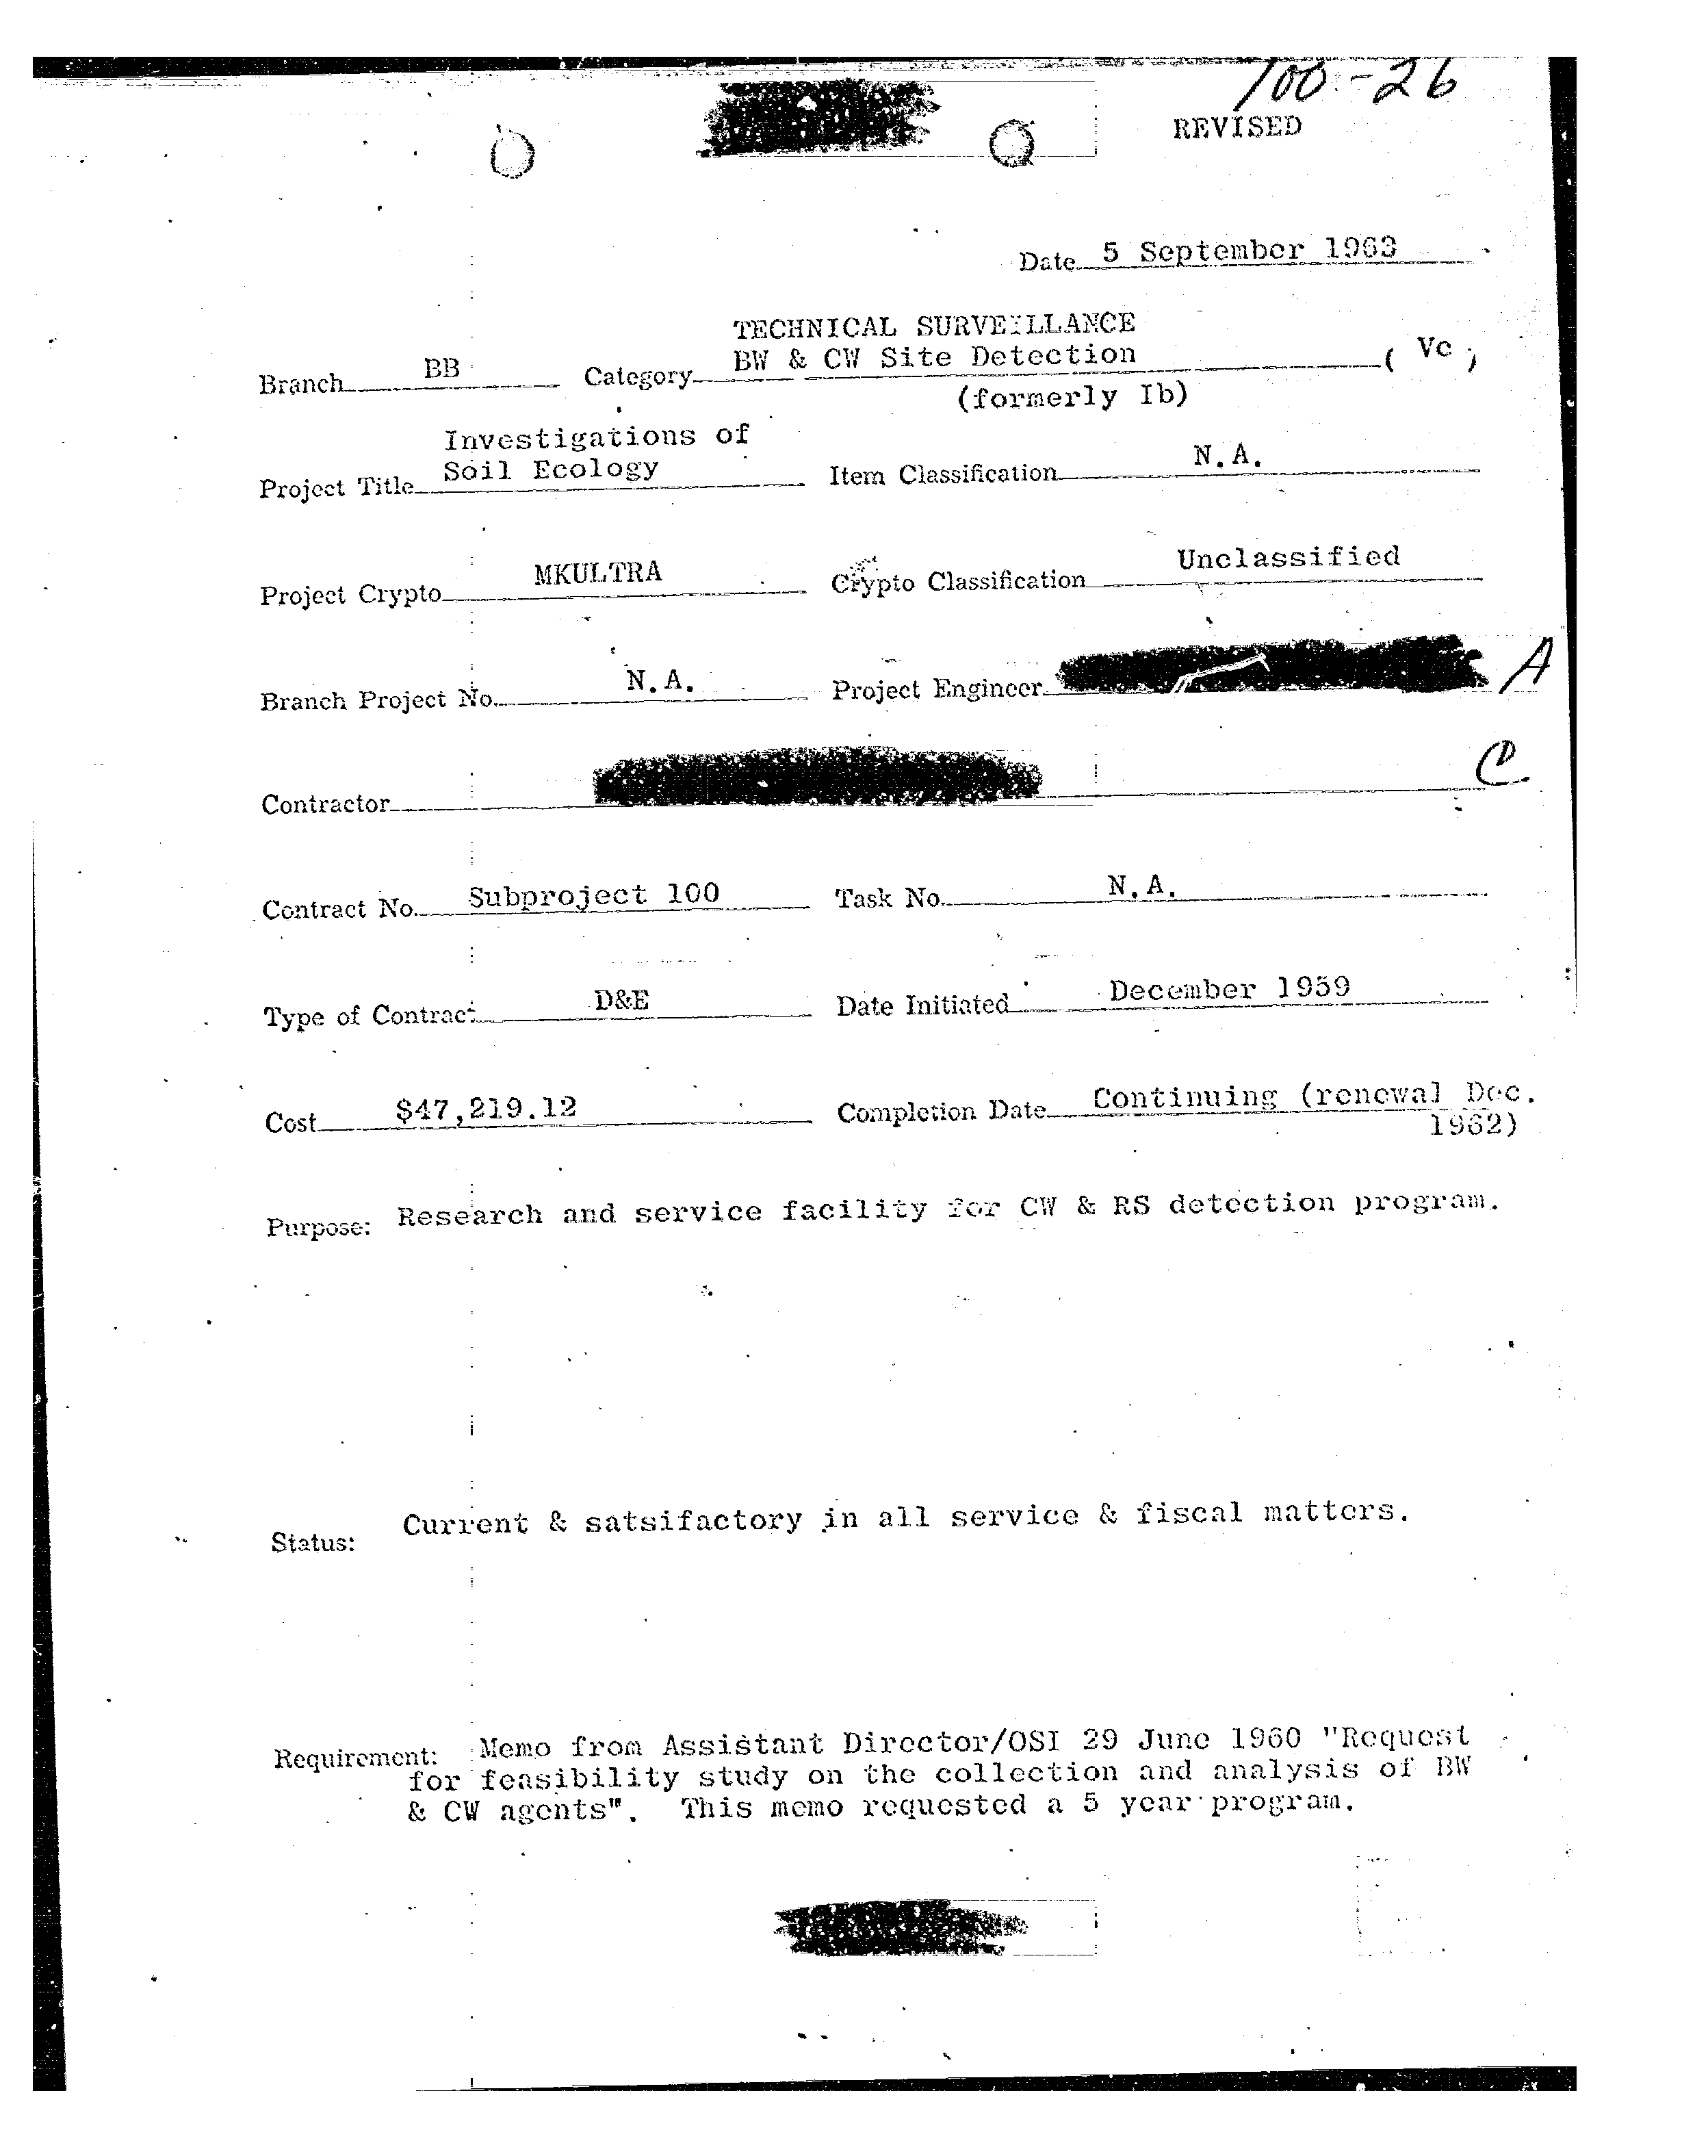 100-26
REVISED
Date 5 September 1963
TECHNICAL SURVEILLANCE
Branch BB Category BW & CW Site Detection ( Vc )
(formerly Ib)
Investigations of
Project Title Soil Ecology Item Classification N.A.
Project Crypto MKULTRA Crypto Classification Unclassified
Branch Project No. N.A. Project Engineer A
Contractor C
Contract No. Subproject 100 Task No. N.A.
Type of Contract D&E Date Initiated December 1959
Cost $47,219.12 Completion Date Continuing (renewal Dec.
1962)
Purpose: Research and service facility for CW & RS detection program.
Status: Current & satsifactory in all service & fiscal matters.
Requirement: Memo from Assistant Director/OSI 29 June 1960 "Request
for feasibility study on the collection and analysis of BW
& CW agents". This memo requested a 5 year program.